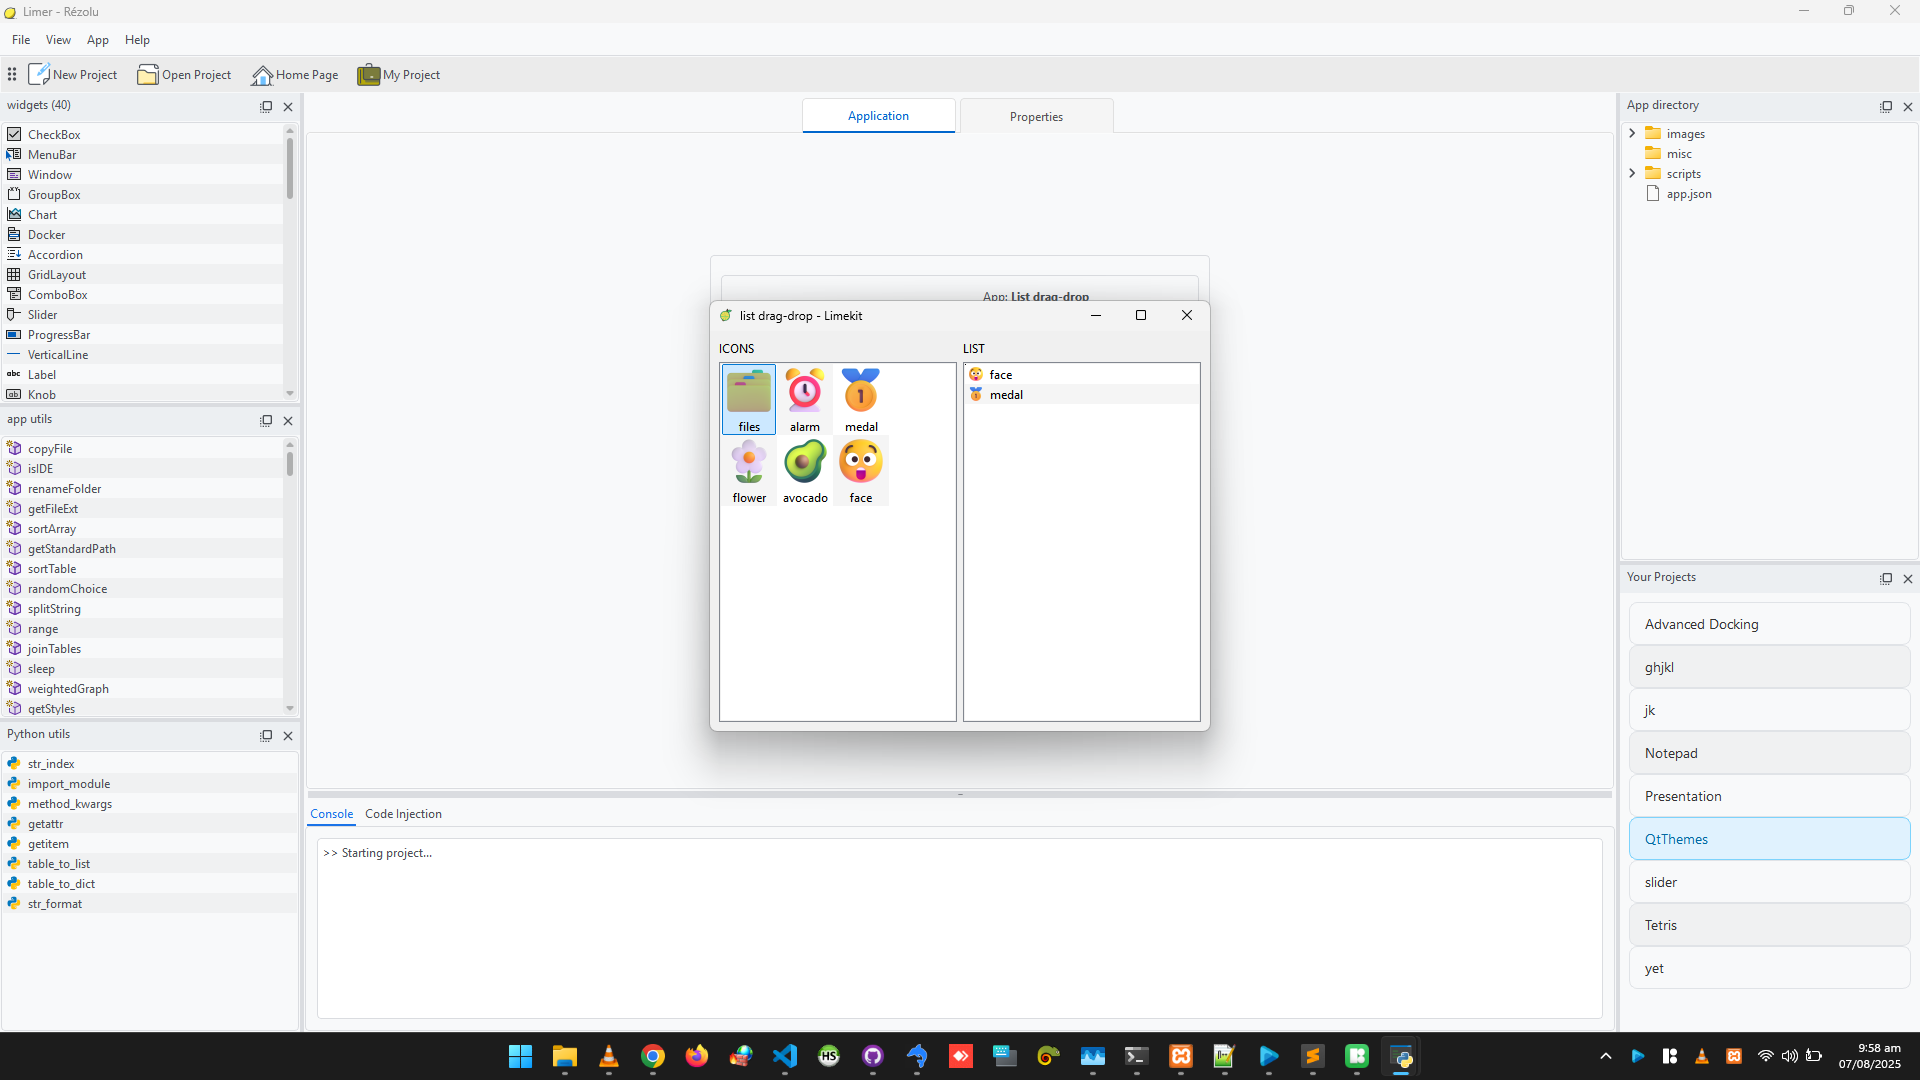 Limer - Rézolu
File View App Help
New Project Open Project Home Page My Project
widgets (40)
CheckBox
MenuBar
Window
GroupBox
Chart
Docker
Accordion
GridLayout
ComboBox
Slider
ProgressBar
VerticalLine
abc Label
ab Knob
app utils
copyFile
isIDE
renameFolder
getFileExt
sortArray
getStandardPath
sortTable
randomChoice
splitString
range
joinTables
sleep
weightedGraph
getStyles
Python utils
str_index
import_module
method_kwargs
getattr
getitem
table_to_list
table_to_dict
str_format
Application Properties
App: List drag-drop
list drag-drop - Limekit
ICONS
files alarm medal
1
flower avocado face
LIST
face
medal
Console Code Injection
>> Starting project...
App directory
images
misc
scripts
app.json
Your Projects
Advanced Docking
ghjkl
jk
Notepad
Presentation
QtThemes
slider
Tetris
yet
HS
9:58 am
07/08/2025